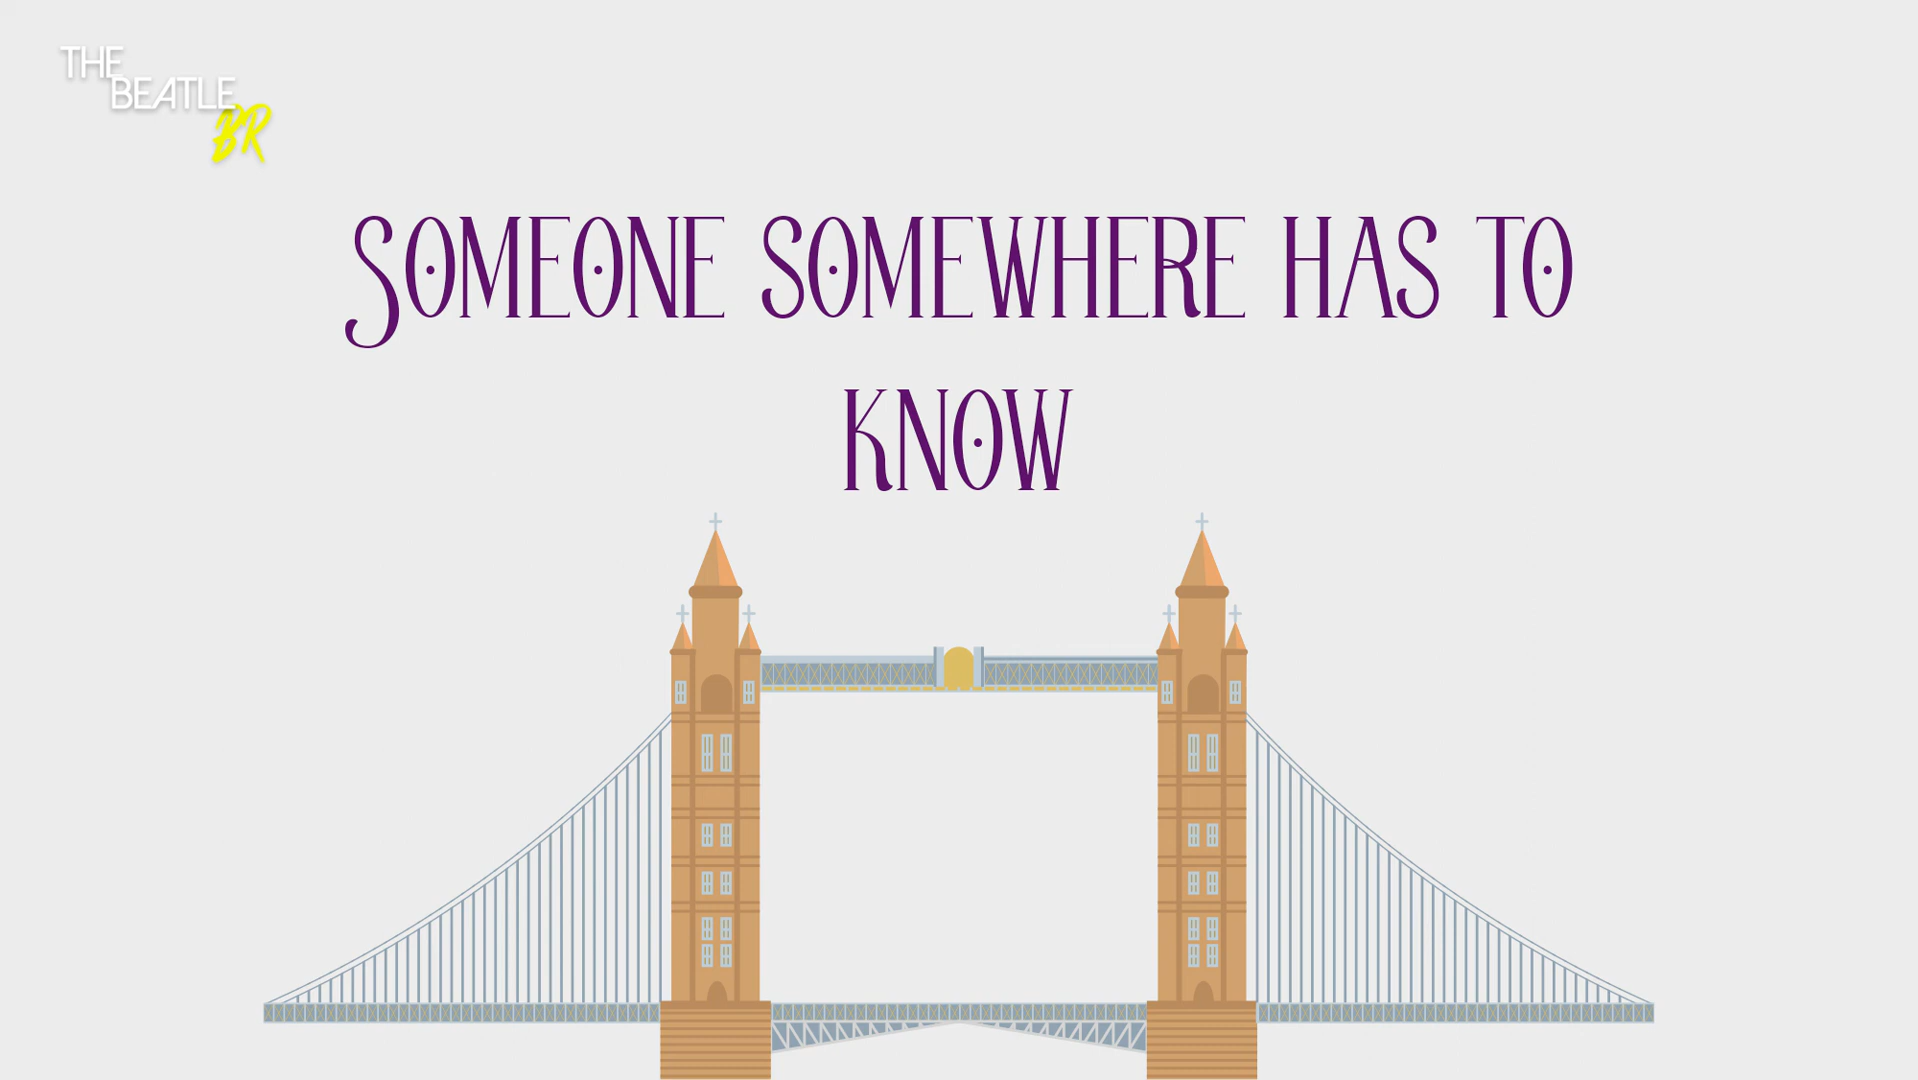 THE
BEATLE
BR
SOMEONE SOMEWHERE HAS TO
KNOW